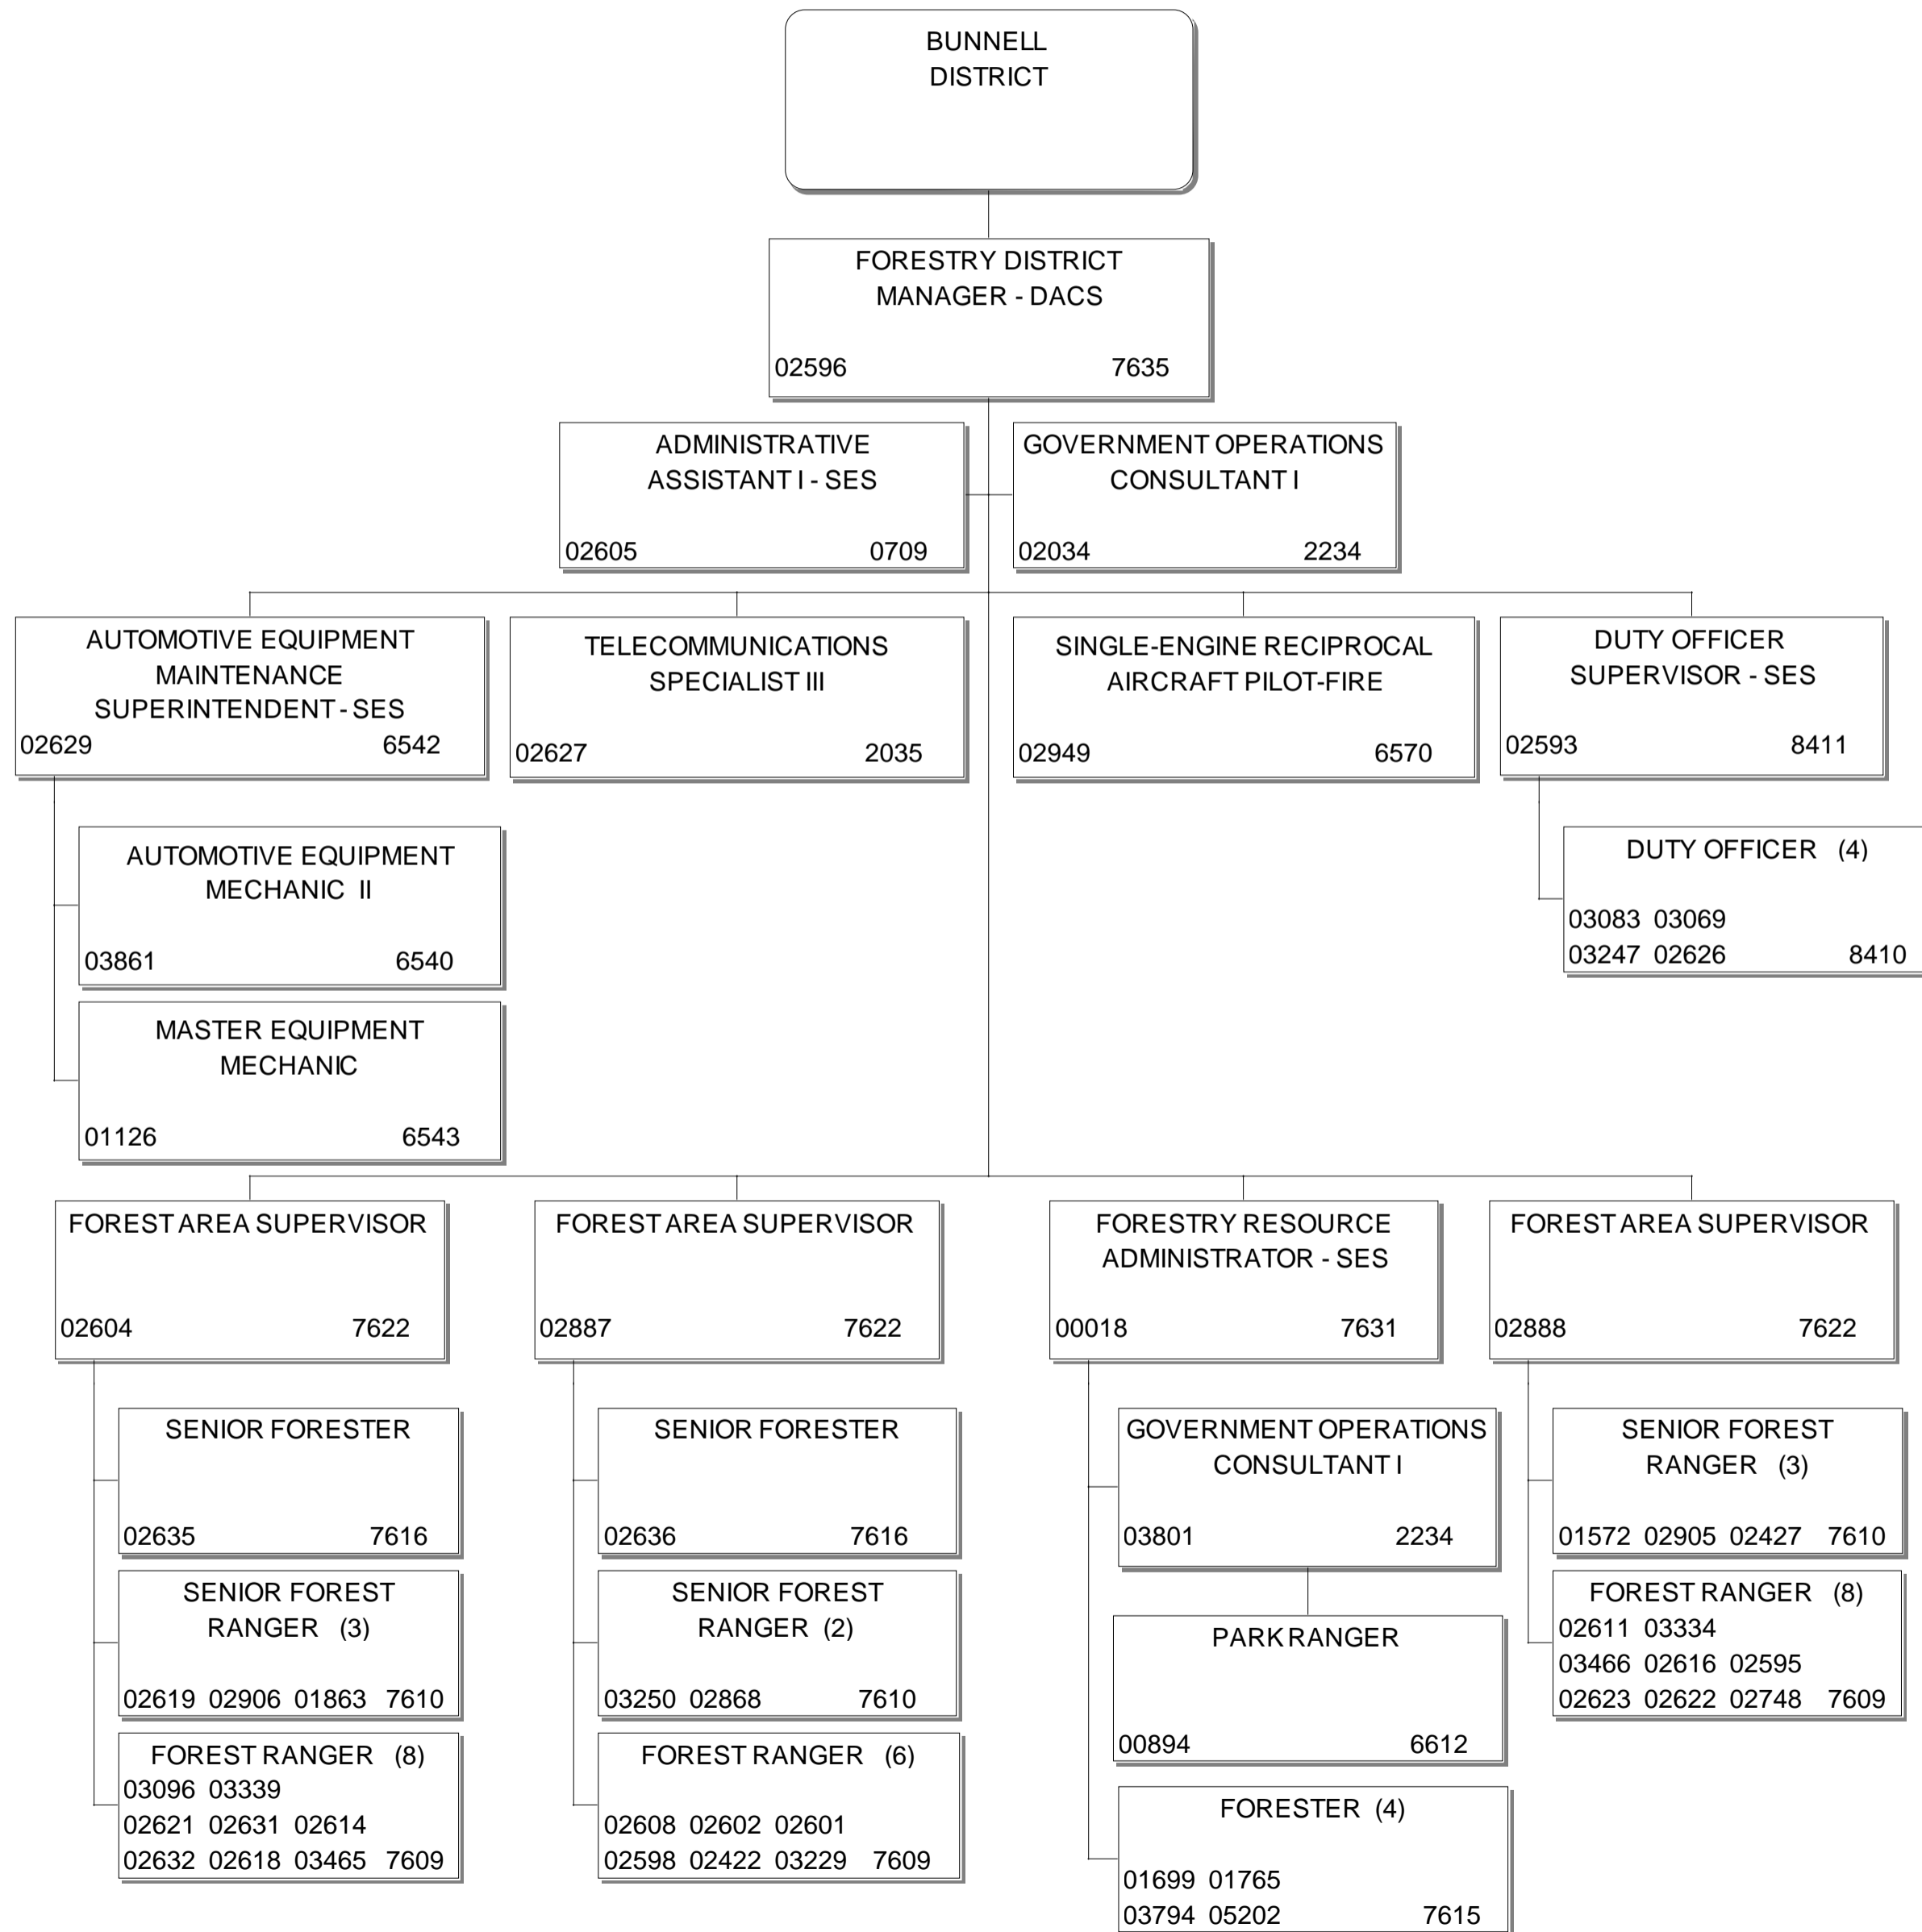 BUNNELL
DISTRICT
FORESTRY DISTRICT
MANAGER - DACS
02596 7635
ADMINISTRATIVE
ASSISTANT I - SES
02605 0709
GOVERNMENT OPERATIONS
CONSULTANT I
02034 2234
AUTOMOTIVE EQUIPMENT
MAINTENANCE
SUPERINTENDENT - SES
02629 6542
TELECOMMUNICATIONS
SPECIALIST III
02627 2035
SINGLE-ENGINE RECIPROCAL
AIRCRAFT PILOT-FIRE
02949 6570
DUTY OFFICER
SUPERVISOR - SES
02593 8411
AUTOMOTIVE EQUIPMENT
MECHANIC II
03861 6540
MASTER EQUIPMENT
MECHANIC
01126 6543
DUTY OFFICER (4)
03083 03069
03247 02626 8410
FOREST AREA SUPERVISOR
02604 7622
SENIOR FORESTER
02635 7616
SENIOR FOREST
RANGER (3)
02619 02906 01863 7610
FOREST RANGER (8)
03096 03339
02621 02631 02614
02632 02618 03465 7609
FOREST AREA SUPERVISOR
02887 7622
SENIOR FORESTER
02636 7616
SENIOR FOREST
RANGER (2)
03250 02868 7610
FOREST RANGER (6)
02608 02602 02601
02598 02422 03229 7609
FORESTRY RESOURCE
ADMINISTRATOR - SES
00018 7631
GOVERNMENT OPERATIONS
CONSULTANT I
03801 2234
PARK RANGER
00894 6612
FORESTER (4)
01699 01765
03794 05202 7615
FOREST AREA SUPERVISOR
02888 7622
SENIOR FOREST
RANGER (3)
01572 02905 02427 7610
FOREST RANGER (8)
02611 03334
03466 02616 02595
02623 02622 02748 7609